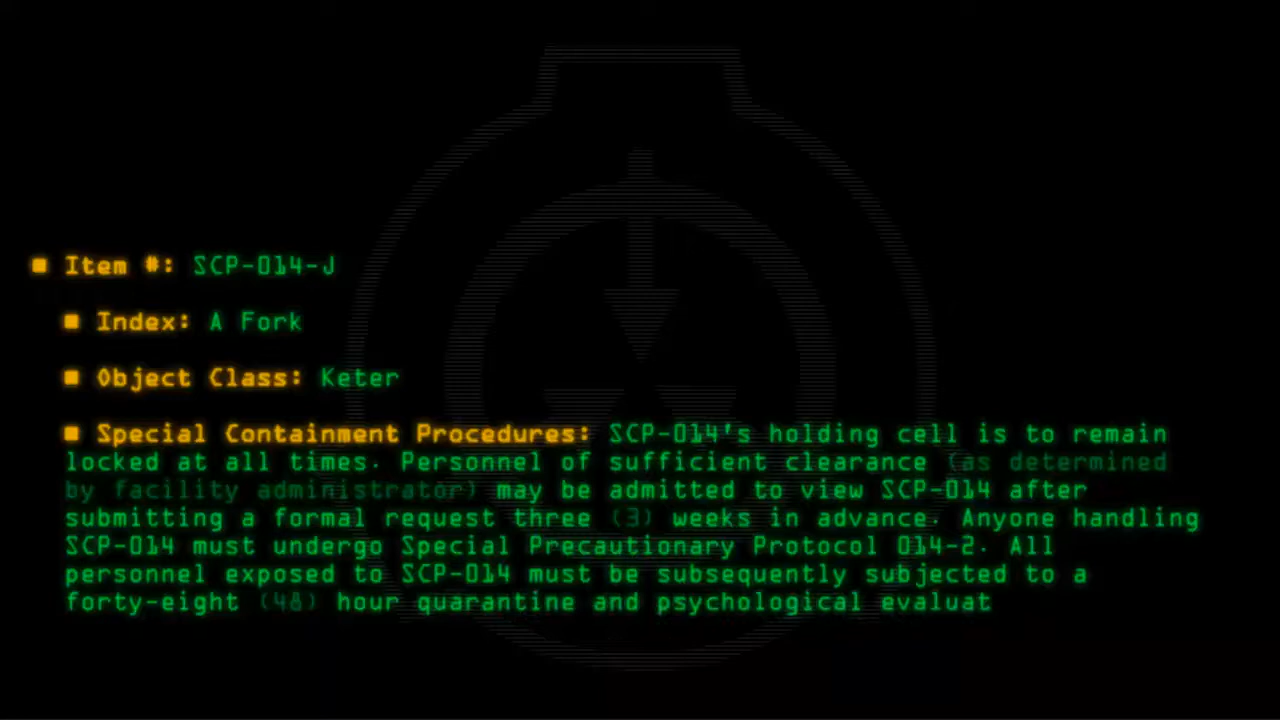 ■ Item #: SCP-014-J
■ Index: A Fork
■ Object Class: Keter
■ Special Containment Procedures: SCP-014's holding cell is to remain
locked at all times. Personnel of sufficient clearance (as determined
by facility administrator) may be admitted to view SCP-014 after
submitting a formal request three (3) weeks in advance. Anyone handling
SCP-014 must undergo Special Precautionary Protocol 014-2. All
personnel exposed to SCP-014 must be subsequently subjected to a
forty-eight (48) hour quarantine and psychological evaluat